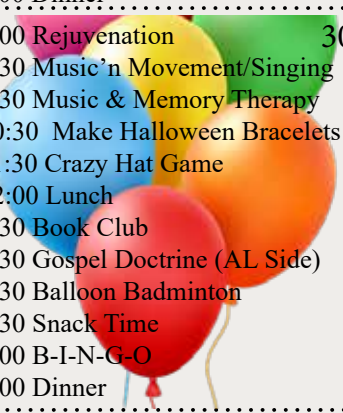 00 Dinner
00 Rejuvenation 30
30 Music'n Movement/Singing
30 Music & Memory Therapy
0:30 Make Halloween Bracelets
:30 Crazy Hat Game
2:00 Lunch
30 Book Club
30 Gospel Doctrine (AL Side)
30 Balloon Badminton
30 Snack Time
00 B-I-N-G-O
00 Dinner